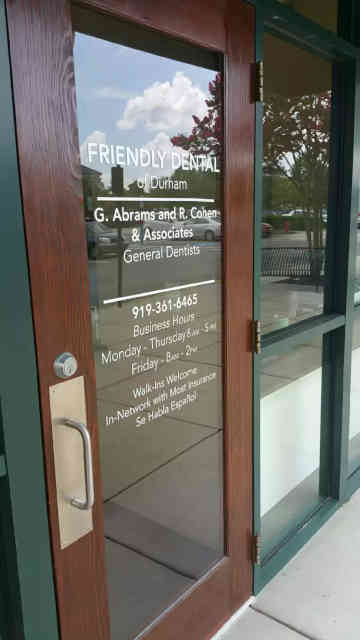 FRIENDLY DENTAL
of Durham
G. Abrams and R. Cohen
& Associates
General Dentists
919-361-6465
Business Hours
Monday - Thursday 8AM - 5PM
Friday - 8AM - 2PM
Walk-Ins Welcome
In-Network with Most Insurance
Se Habla Español